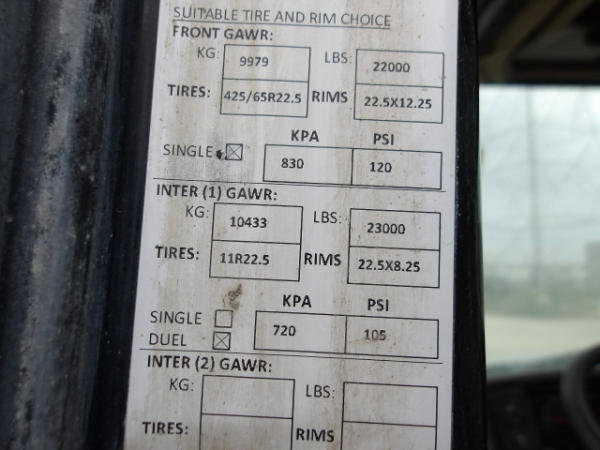 SUITABLE TIRE AND RIM CHOICE
FRONT GAWR:
KG: 9979 LBS: 22000
TIRES: 425/65R22.5 RIMS 22.5X12.25
KPA PSI
SINGLE 830 120
INTER (1) GAWR:
KG: 10433 LBS: 23000
TIRES: 11R22.5 RIMS 22.5X8.25
KPA PSI
SINGLE
DUEL 720 105
INTER (2) GAWR:
KG: LBS:
TIRES: RIMS